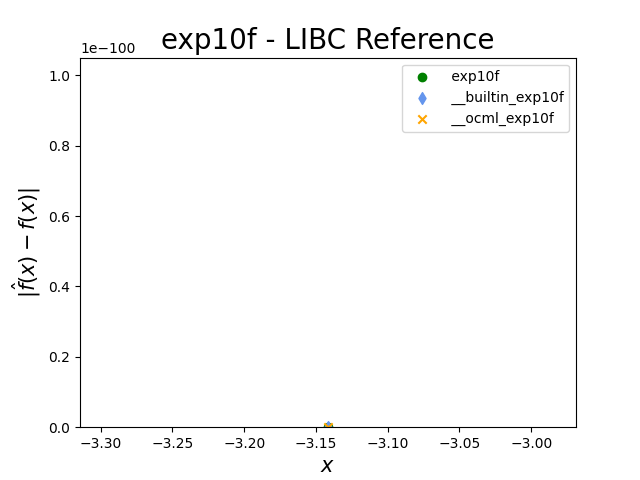 exp10f - LIBC Reference
1e−100
1.0
0.8
0.6
0.4
0.2
0.0
|f̂(x) − f(x)|
exp10f
__builtin_exp10f
__ocml_exp10f
−3.30 −3.25 −3.20 −3.15 −3.10 −3.05 −3.00
x